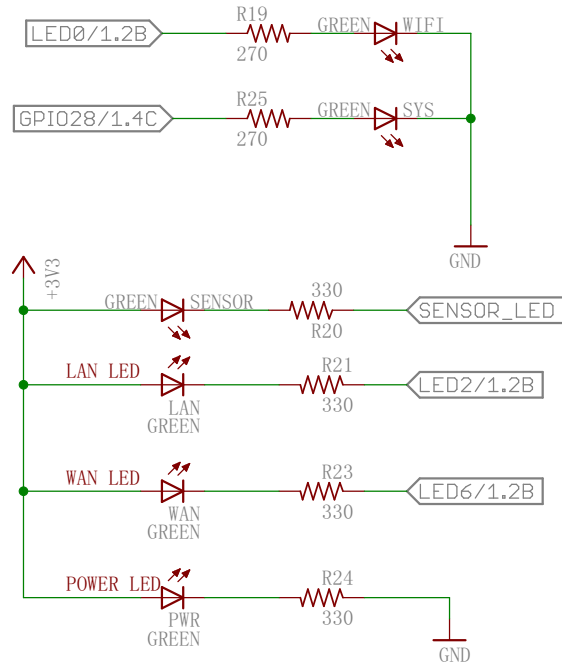 R19
LED0/1.2B
GREEN
WIFI
270
R25
GPIO28/1.4C
GREEN
SYS
270
GND
+3V3
GREEN
SENSOR
330
R20
SENSOR_LED
LAN LED
LAN
GREEN
R21
330
LED2/1.2B
WAN LED
WAN
GREEN
R23
330
LED6/1.2B
POWER LED
PWR
GREEN
R24
330
GND